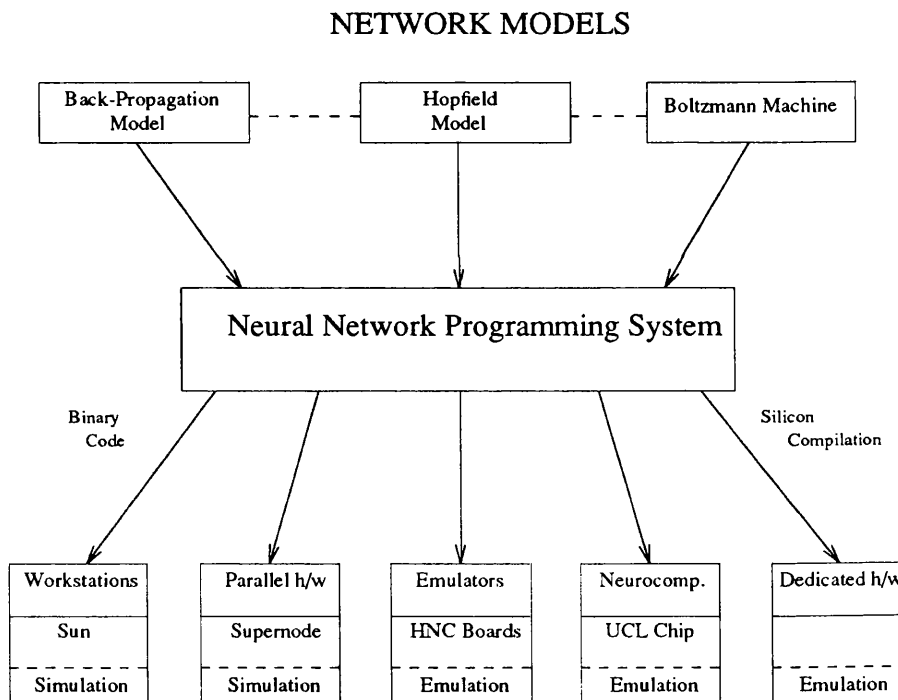 NETWORK MODELS
Back-Propagation
Model
Hopfield
Model
Boltzmann Machine
Neural Network Programming System
Binary
Code
Silicon
Compilation
Workstations
Sun
Simulation
Parallel h/w
Supernode
Simulation
Emulators
HNC Boards
Emulation
Neurocomp.
UCL Chip
Emulation
Dedicated h/w
Emulation